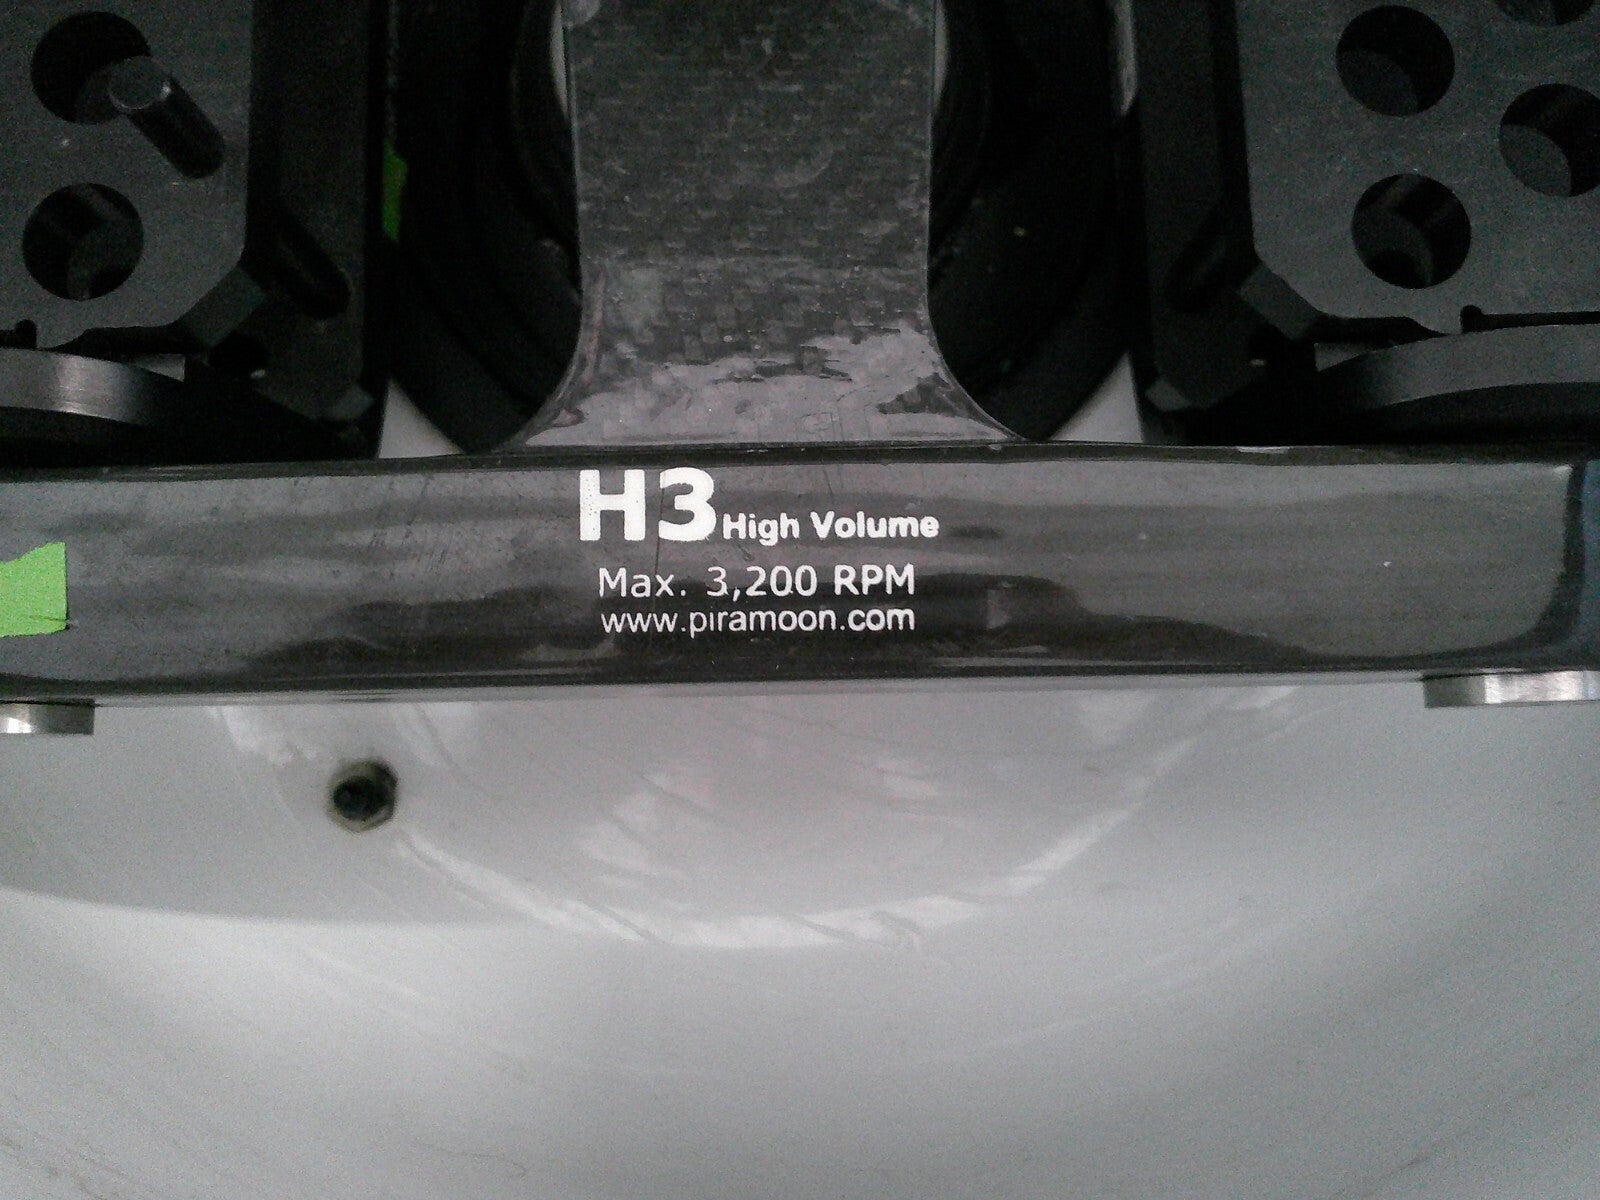 H3 High Volume
Max. 3,200 RPM
www.piramoon.com